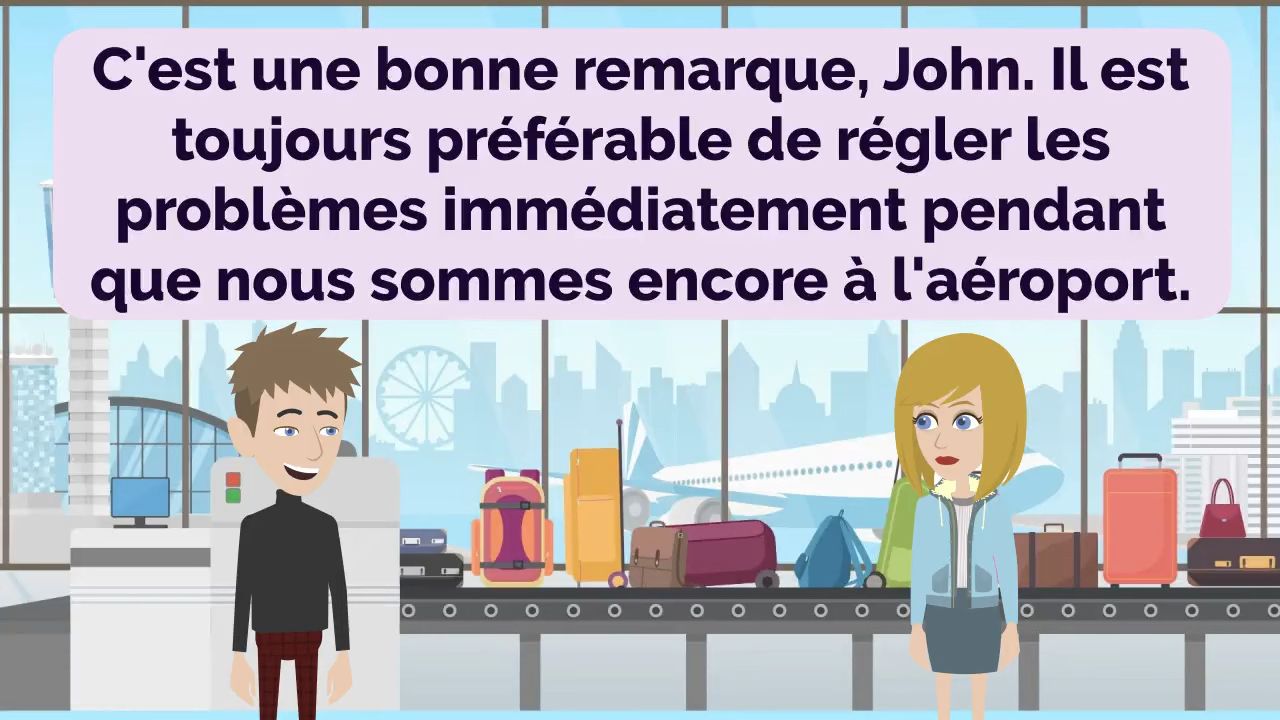 C'est une bonne remarque, John. Il est
toujours préférable de régler les
problèmes immédiatement pendant
que nous sommes encore à l'aéroport.